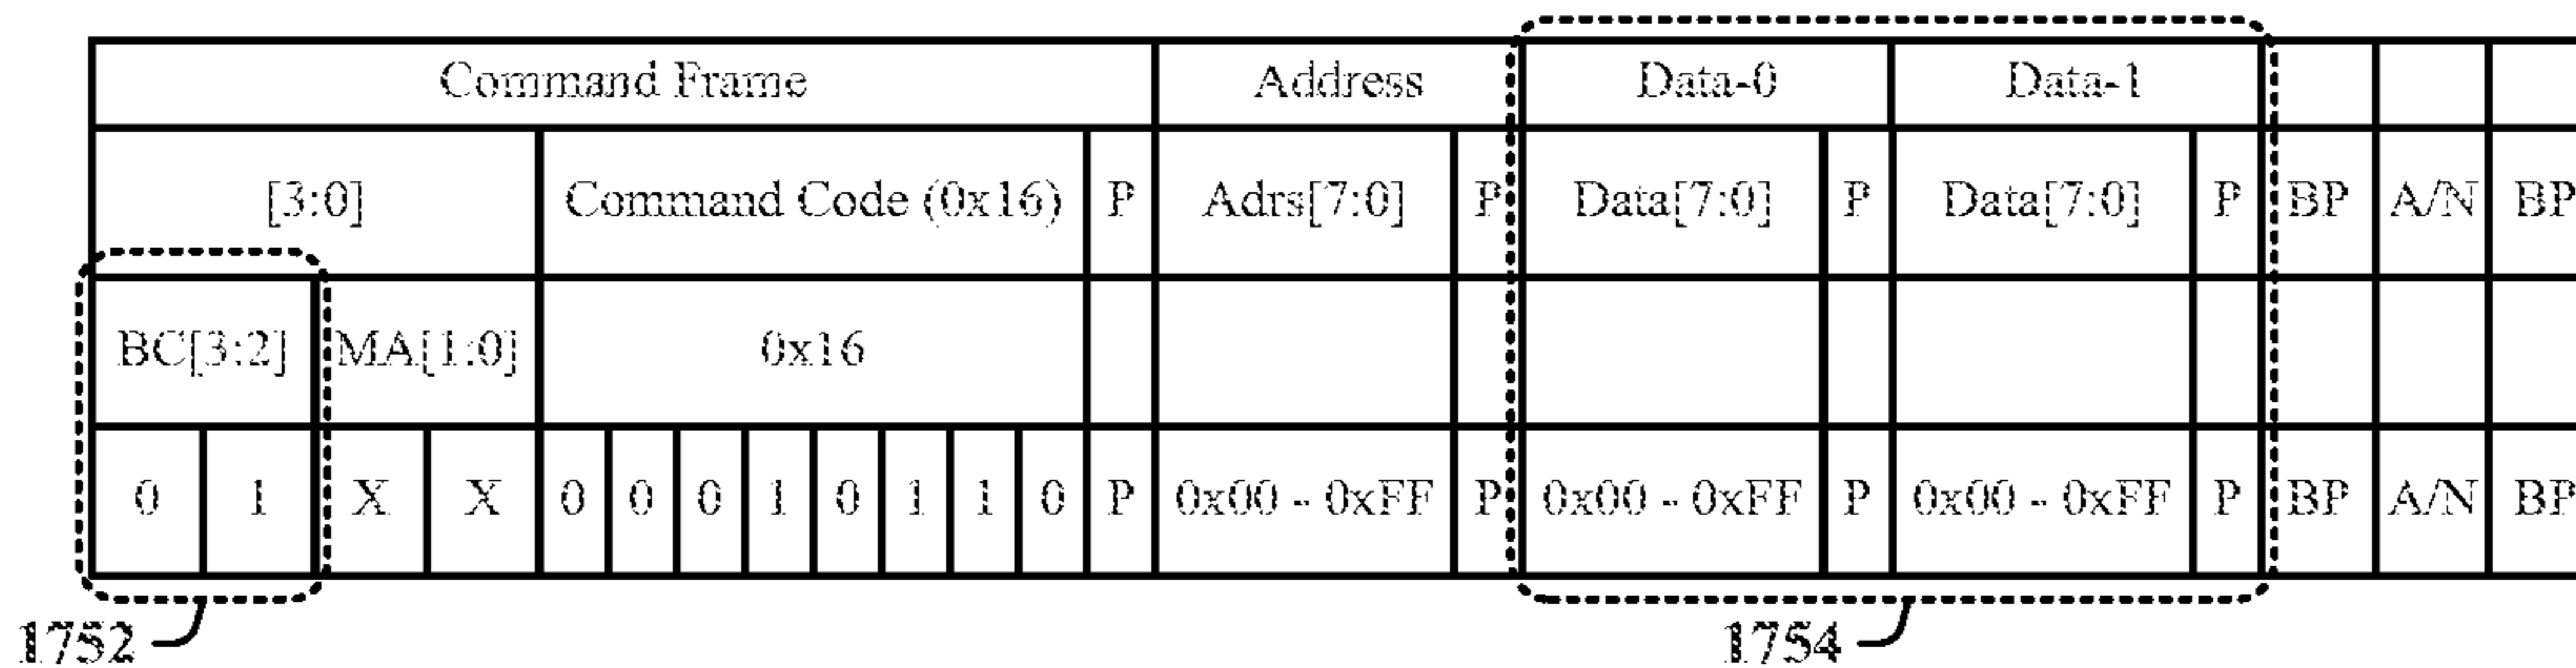 Command Frame Address Data-0 Data-1
[3:0] Command Code (0x16) P Adrs[7:0] P Data[7:0] P Data[7:0] P BP A/N BP
BC[3:2] MA[1:0] 0x16
0 1 X X 0 0 0 1 0 1 1 0 P 0x00 - 0xFF P 0x00 - 0xFF P 0x00 - 0xFF P BP A/N BP
1752 1754